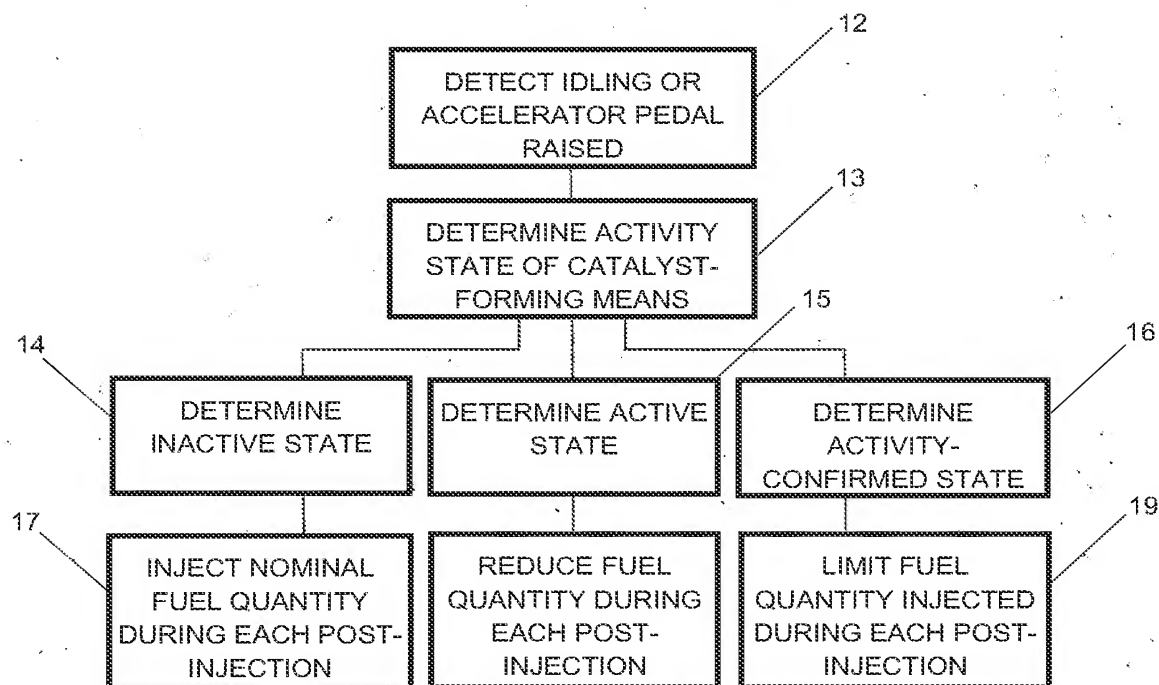 12
DETECT IDLING OR
ACCELERATOR PEDAL
RAISED
13
DETERMINE ACTIVITY
STATE OF CATALYST-
FORMING MEANS
14
DETERMINE
INACTIVE STATE
15
DETERMINE ACTIVE
STATE
16
DETERMINE
ACTIVITY-
CONFIRMED STATE
17
INJECT NOMINAL
FUEL QUANTITY
DURING EACH POST-
INJECTION
REDUCE FUEL
QUANTITY DURING
EACH POST-
INJECTION
19
LIMIT FUEL
QUANTITY INJECTED
DURING EACH POST-
INJECTION